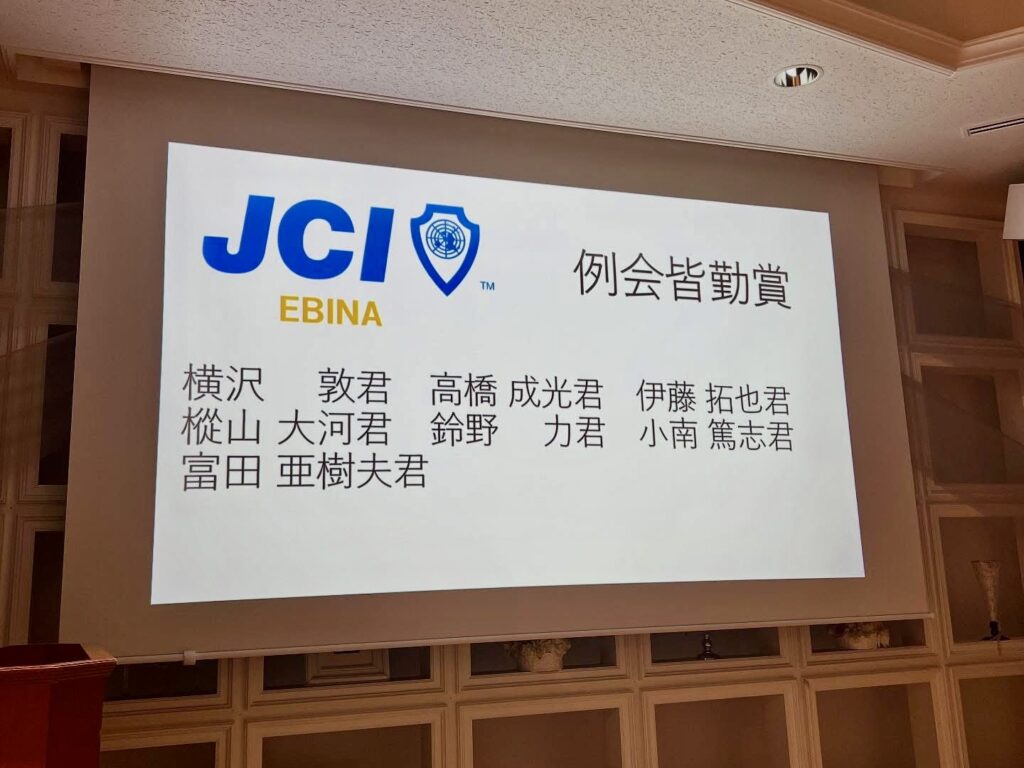 JCI ™
EBINA
例会皆勤賞
横沢 敦君 高橋 成光君 伊藤 拓也君
樅山 大河君 鈴野 力君 小南 篤志君
富田 亜樹夫君